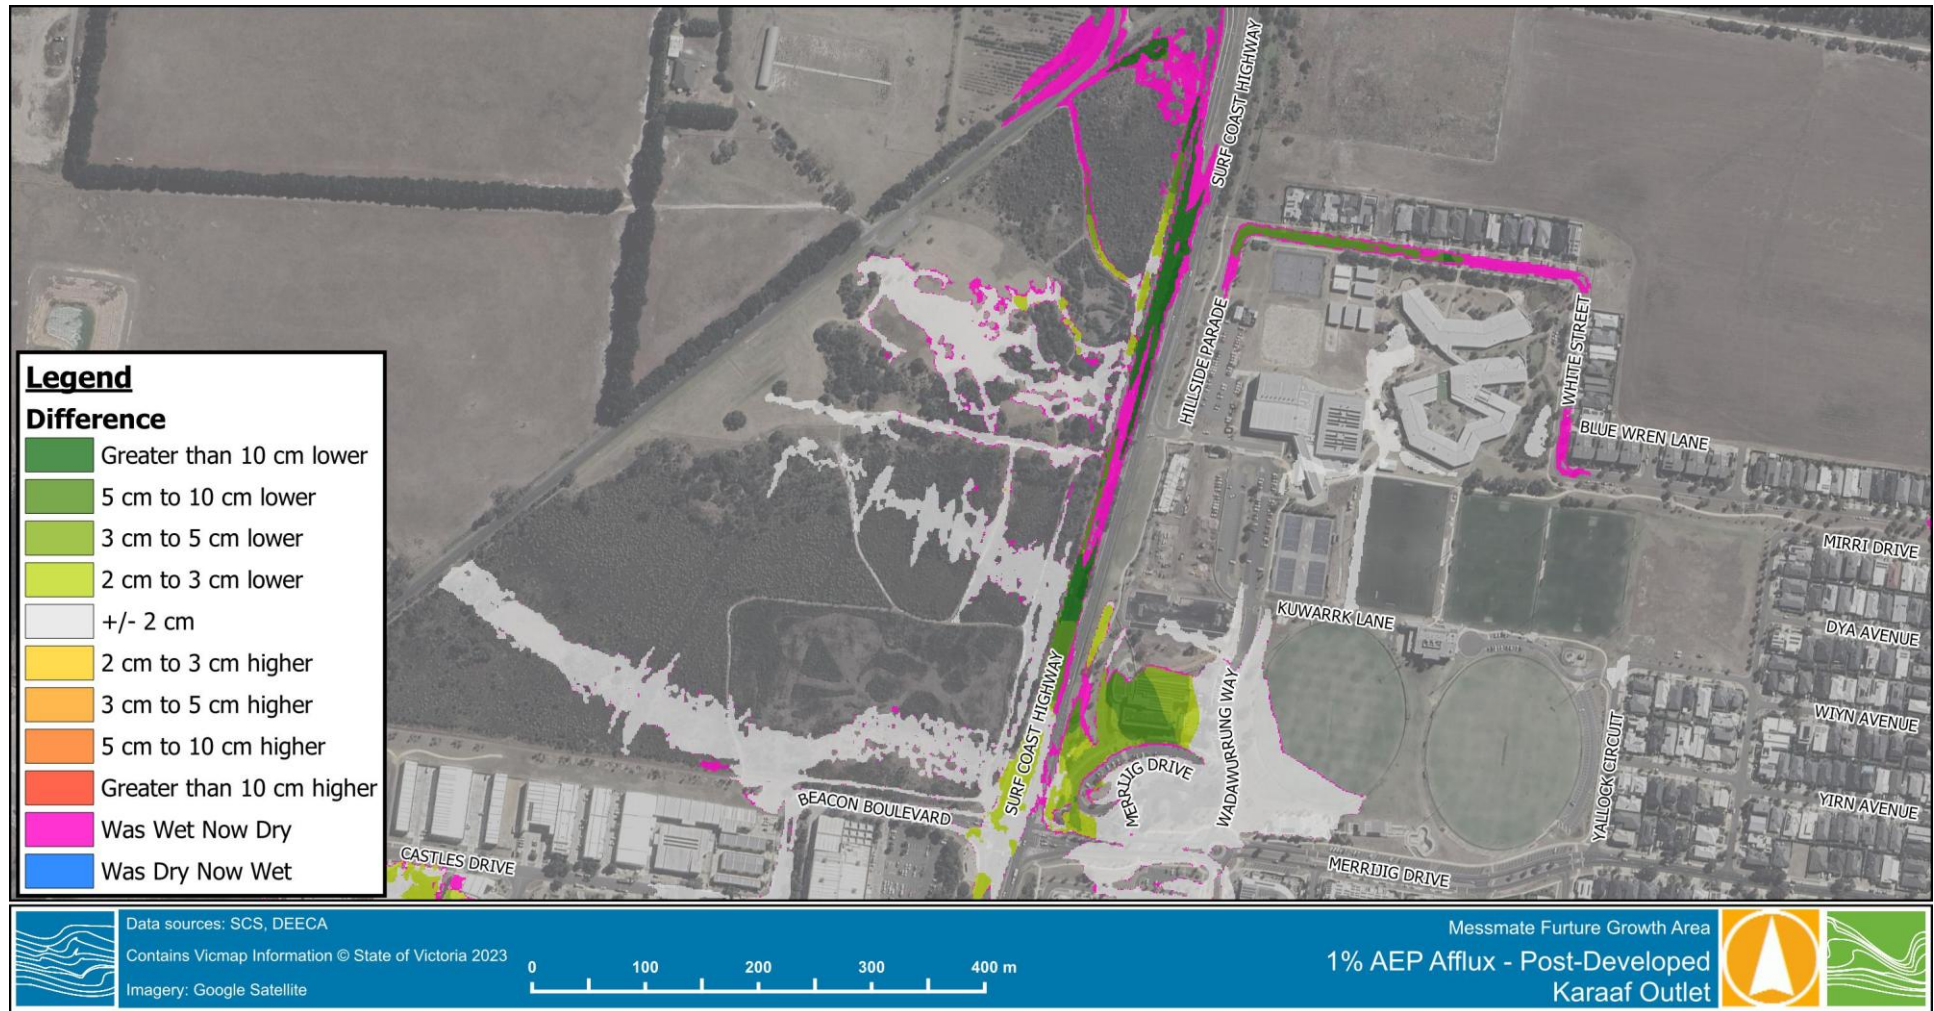 SURF COAST HIGHWAY
HILLSIDE PARADE
WHITE STREET
BLUE WREN LANE
MIRRI DRIVE
KUWARRK LANE
DYA AVENUE
WADAWURRUNG WAY
SURF COAST HIGHWAY
MERRIJIG DRIVE
YALLOCK CIRCUIT
WIYN AVENUE
YIRN AVENUE
BEACON BOULEVARD
CASTLES DRIVE
MERRIJIG DRIVE
Legend
Difference
Greater than 10 cm lower
5 cm to 10 cm lower
3 cm to 5 cm lower
2 cm to 3 cm lower
+/- 2 cm
2 cm to 3 cm higher
3 cm to 5 cm higher
5 cm to 10 cm higher
Greater than 10 cm higher
Was Wet Now Dry
Was Dry Now Wet
Data sources: SCS, DEECA
Contains Vicmap Information © State of Victoria 2023
Imagery: Google Satellite
0 100 200 300 400 m
Messmate Furture Growth Area
1% AEP Afflux - Post-Developed
Karaaf Outlet